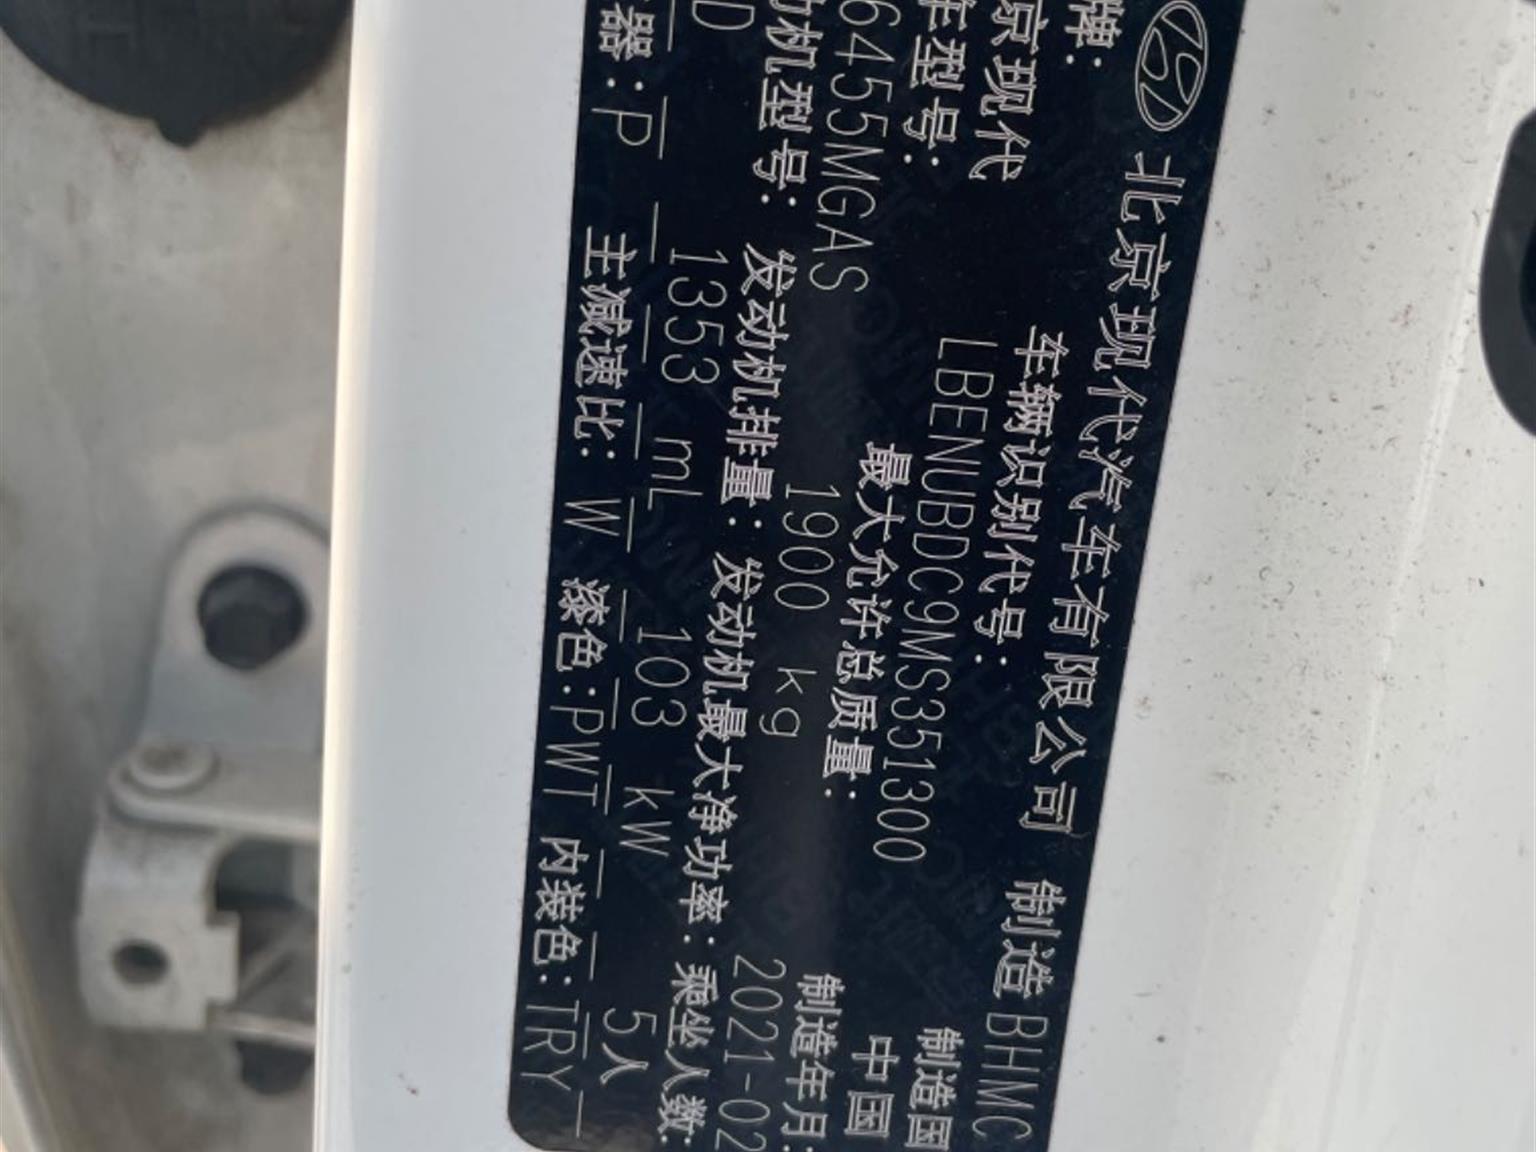 北京现代汽车有限公司 制造 BHMC
牌: 车辆识别代号: 制造国
京现代 LBENUBDC9MS351300 中国
车型号: 最大允许总质量: 制造年月:
6455MGAS 1900 kg 2021-02
动机型号: 发动机排量: 发动机最大净功率: 乘坐人数:
D 1353 mL 103 kW 5人
器: P 主减速比: W 漆色: PWT 内装色: TRY